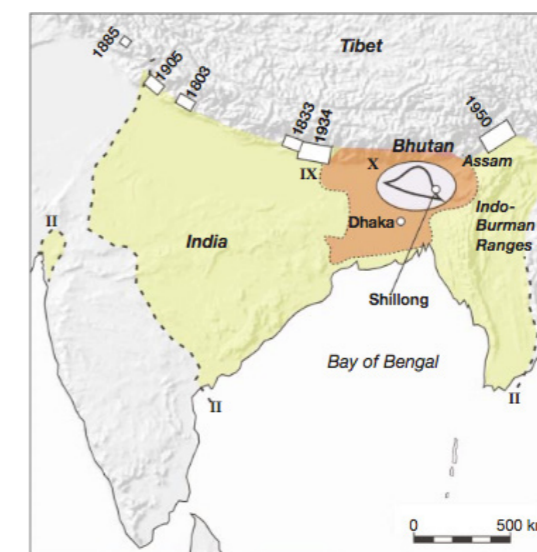 Tibet
1885
1905
1803
1833
1934
1950
Bhutan
Assam
IX
X
Indo-
Burman
Ranges
Dhaka
II
India
Shillong
Bay of Bengal
II
II
0 500 km